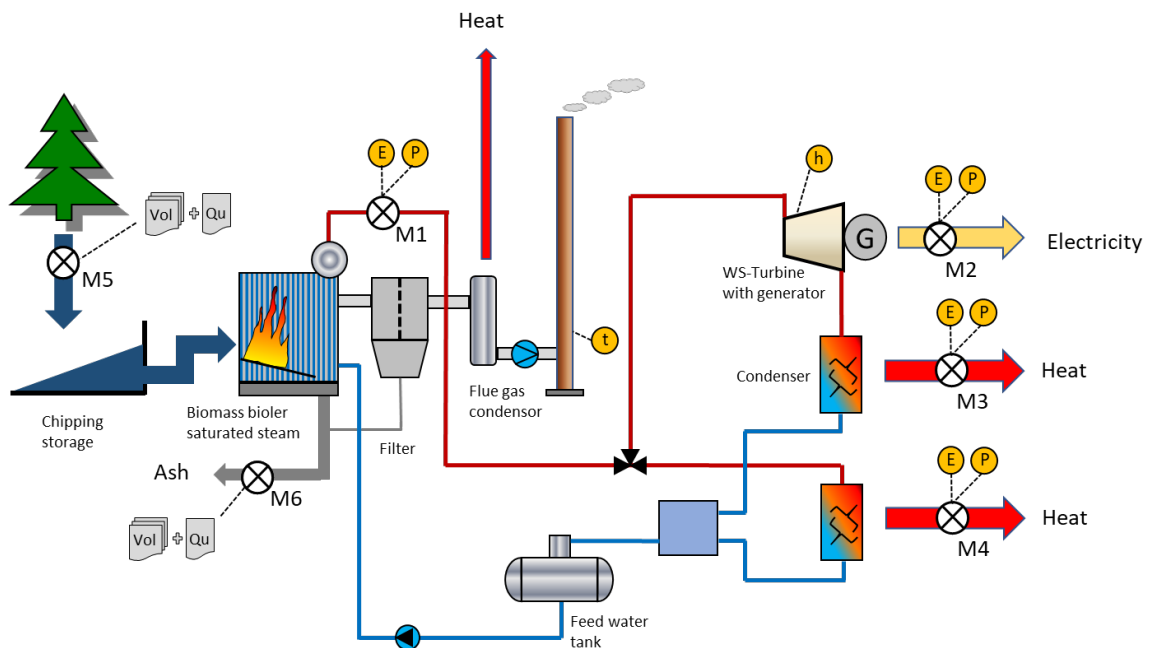 Heat
E
P
h
Vol
+
Qu
M1
E
P
M5
G
M2
Electricity
WS-Turbine
with generator
E
P
t
Condenser
M3
Heat
Chipping
storage
Biomass bioler
saturated steam
Flue gas
condensor
Filter
Ash
M6
E
P
M4
Heat
Vol
+
Qu
Feed water
tank